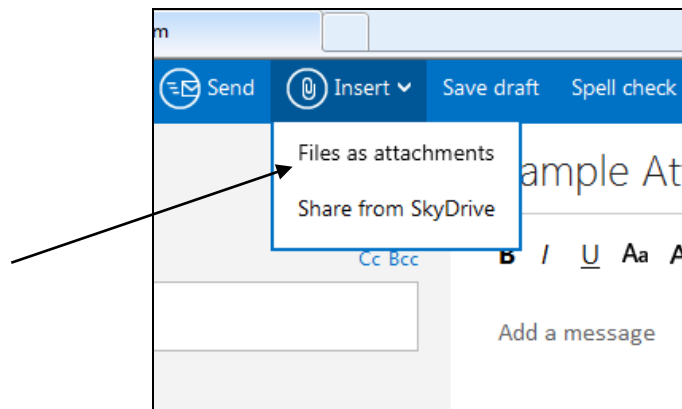 m
Send Insert Save draft Spell check
Files as attachments
ample At
Share from SkyDrive
Cc Bcc
B I U Aa A
Add a message